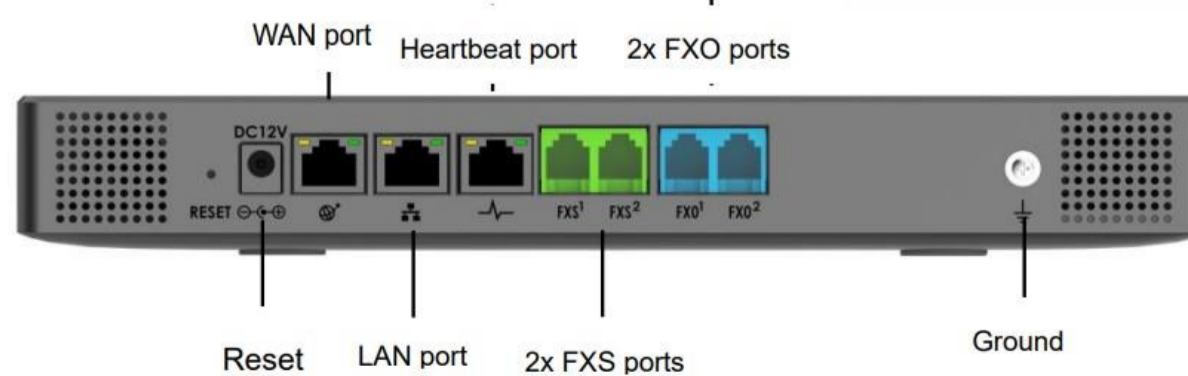 WAN port
Heartbeat port
2x FXO ports
DC12V
RESET
FXS1
FXS2
FXO1
FXO2
Reset
LAN port
2x FXS ports
Ground